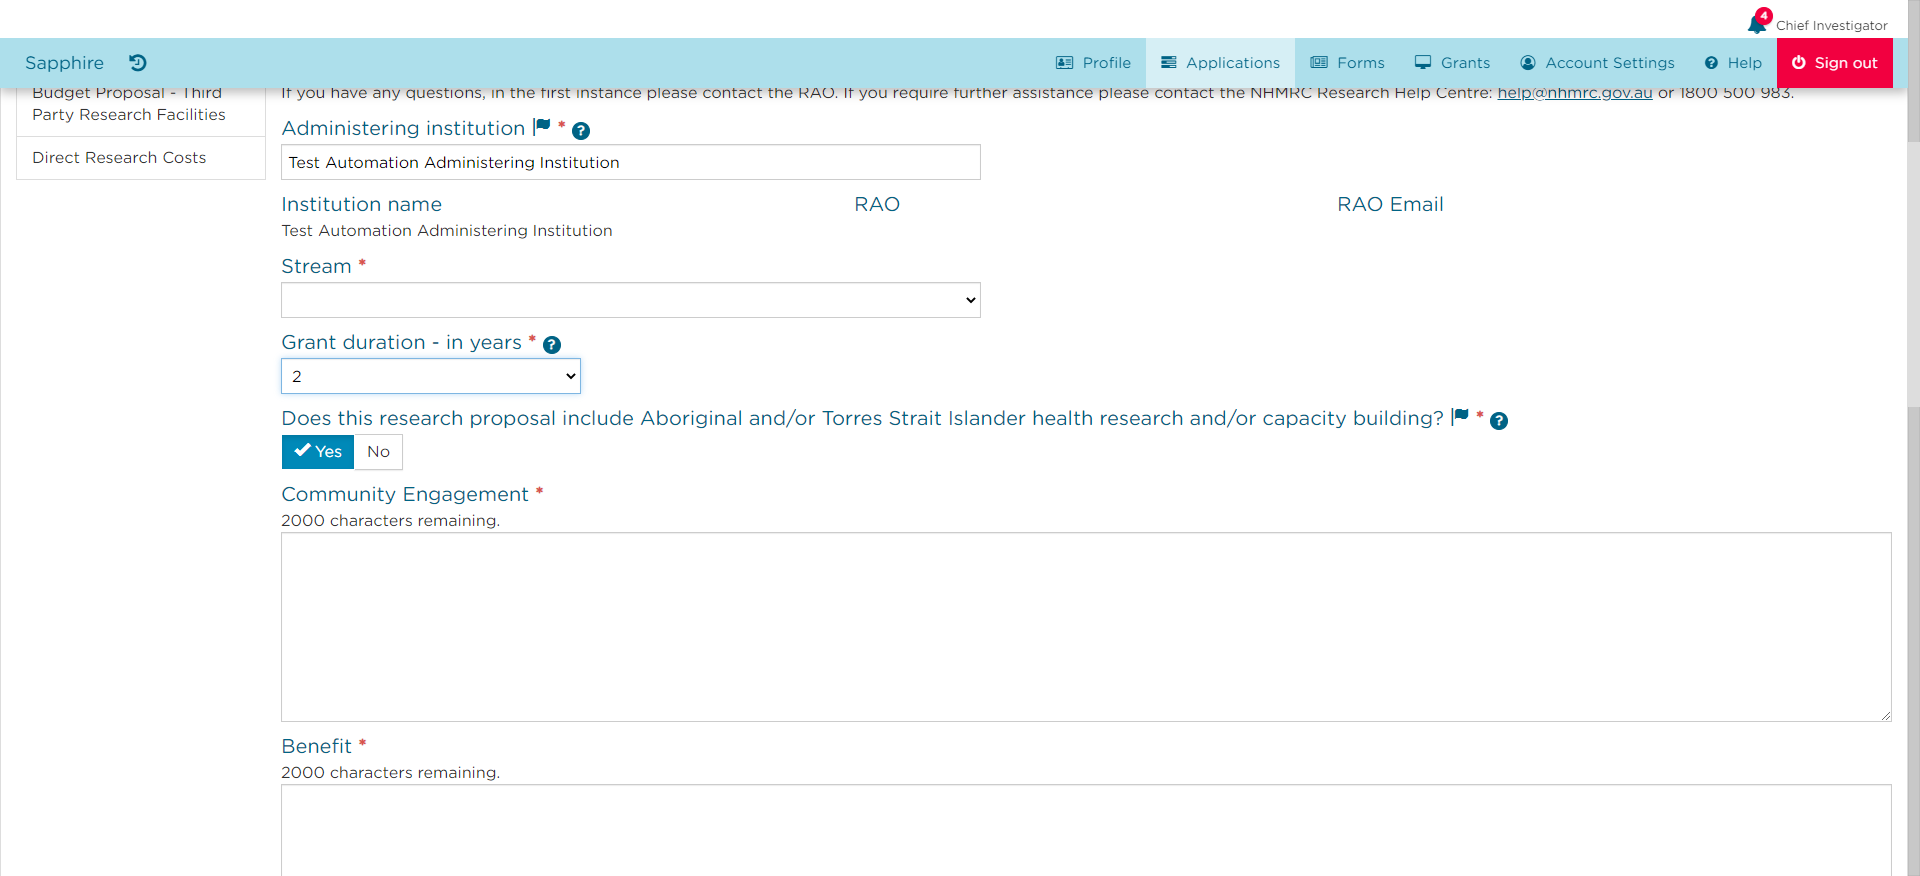 4 Chief Investigator
Sapphire Profile Applications Forms Grants Account Settings Help Sign out
Budget Proposal - Third
Party Research Facilities
Direct Research Costs
If you have any questions, in the first instance please contact the RAO. If you require further assistance please contact the NHMRC Research Help Centre: help@nhmrc.gov.au or 1800 500 983.
Administering institution * ?
Test Automation Administering Institution
Institution name RAO RAO Email
Test Automation Administering Institution
Stream *
Grant duration - in years * ?
2
Does this research proposal include Aboriginal and/or Torres Strait Islander health research and/or capacity building? * ?
Yes No
Community Engagement *
2000 characters remaining.
Benefit *
2000 characters remaining.